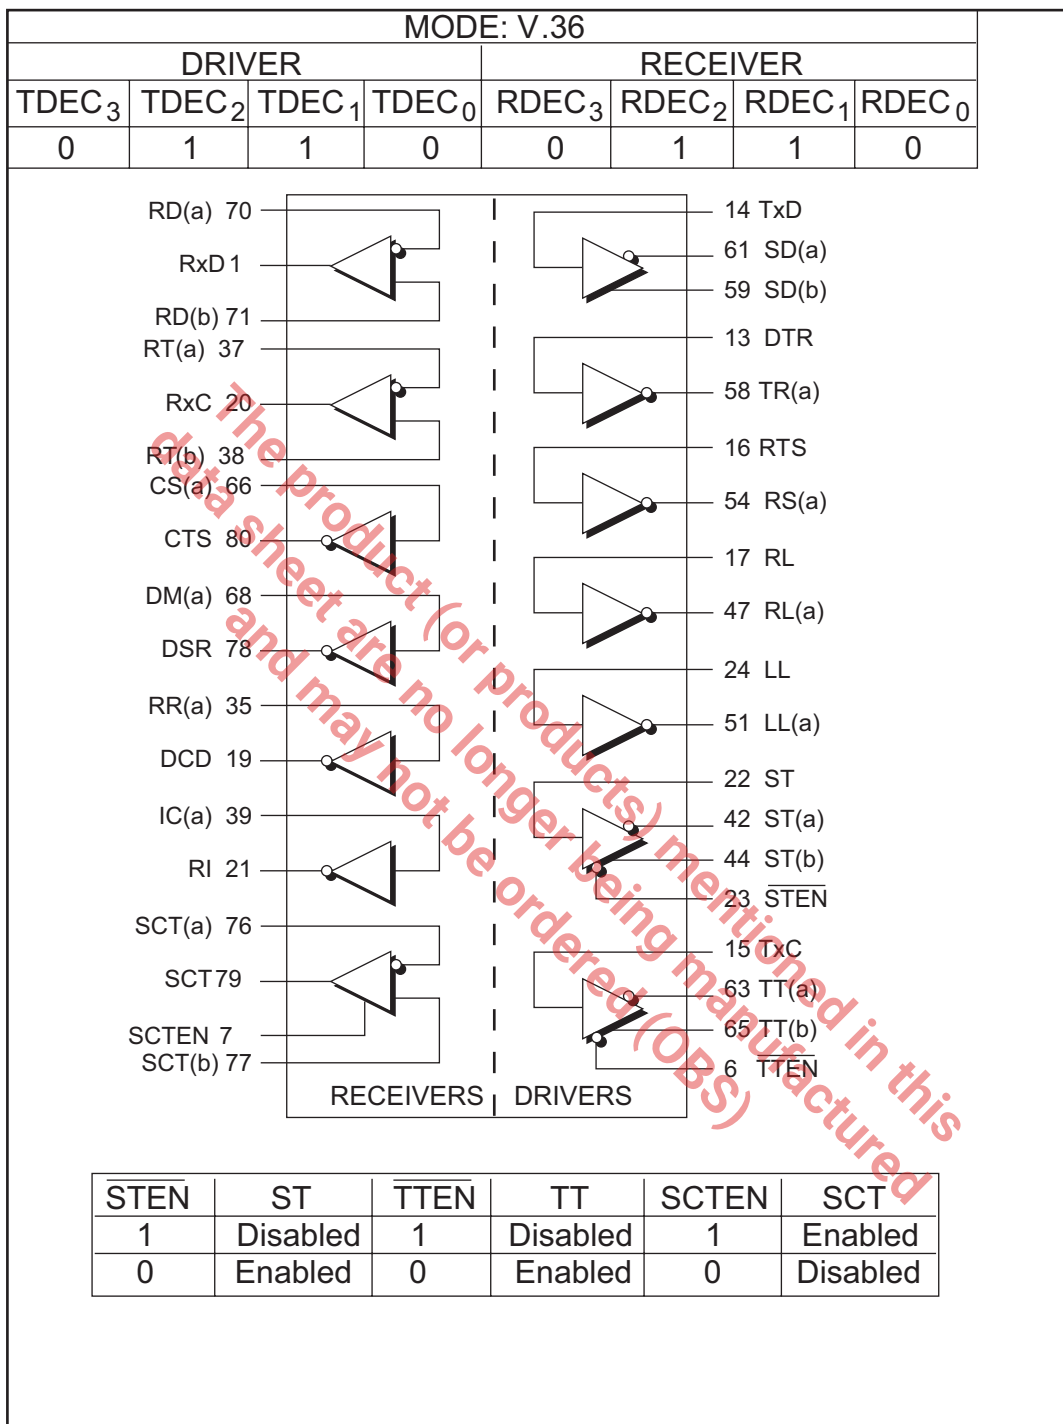 MODE: V.36
DRIVER RECEIVER
TDEC3 TDEC2 TDEC1 TDEC0 RDEC3 RDEC2 RDEC1 RDEC0
0 1 1 0 0 1 1 0
RD(a) 70
RxD 1
RD(b) 71
RT(a) 37
RxC 20
RT(b) 38
CS(a) 66
CTS 80
DM(a) 68
DSR 78
RR(a) 35
DCD 19
IC(a) 39
RI 21
SCT(a) 76
SCT 79
SCTEN 7
SCT(b) 77
14 TxD
61 SD(a)
59 SD(b)
13 DTR
58 TR(a)
16 RTS
54 RS(a)
17 RL
47 RL(a)
24 LL
51 LL(a)
22 ST
42 ST(a)
44 ST(b)
23 STEN
15 TxC
63 TT(a)
65 TT(b)
6 TTEN
RECEIVERS DRIVERS
The product (or products) mentioned in this
data sheet are no longer being manufactured
and may not be ordered (OBS)
STEN ST TTEN TT SCTEN SCT
1 Disabled 1 Disabled 1 Enabled
0 Enabled 0 Enabled 0 Disabled